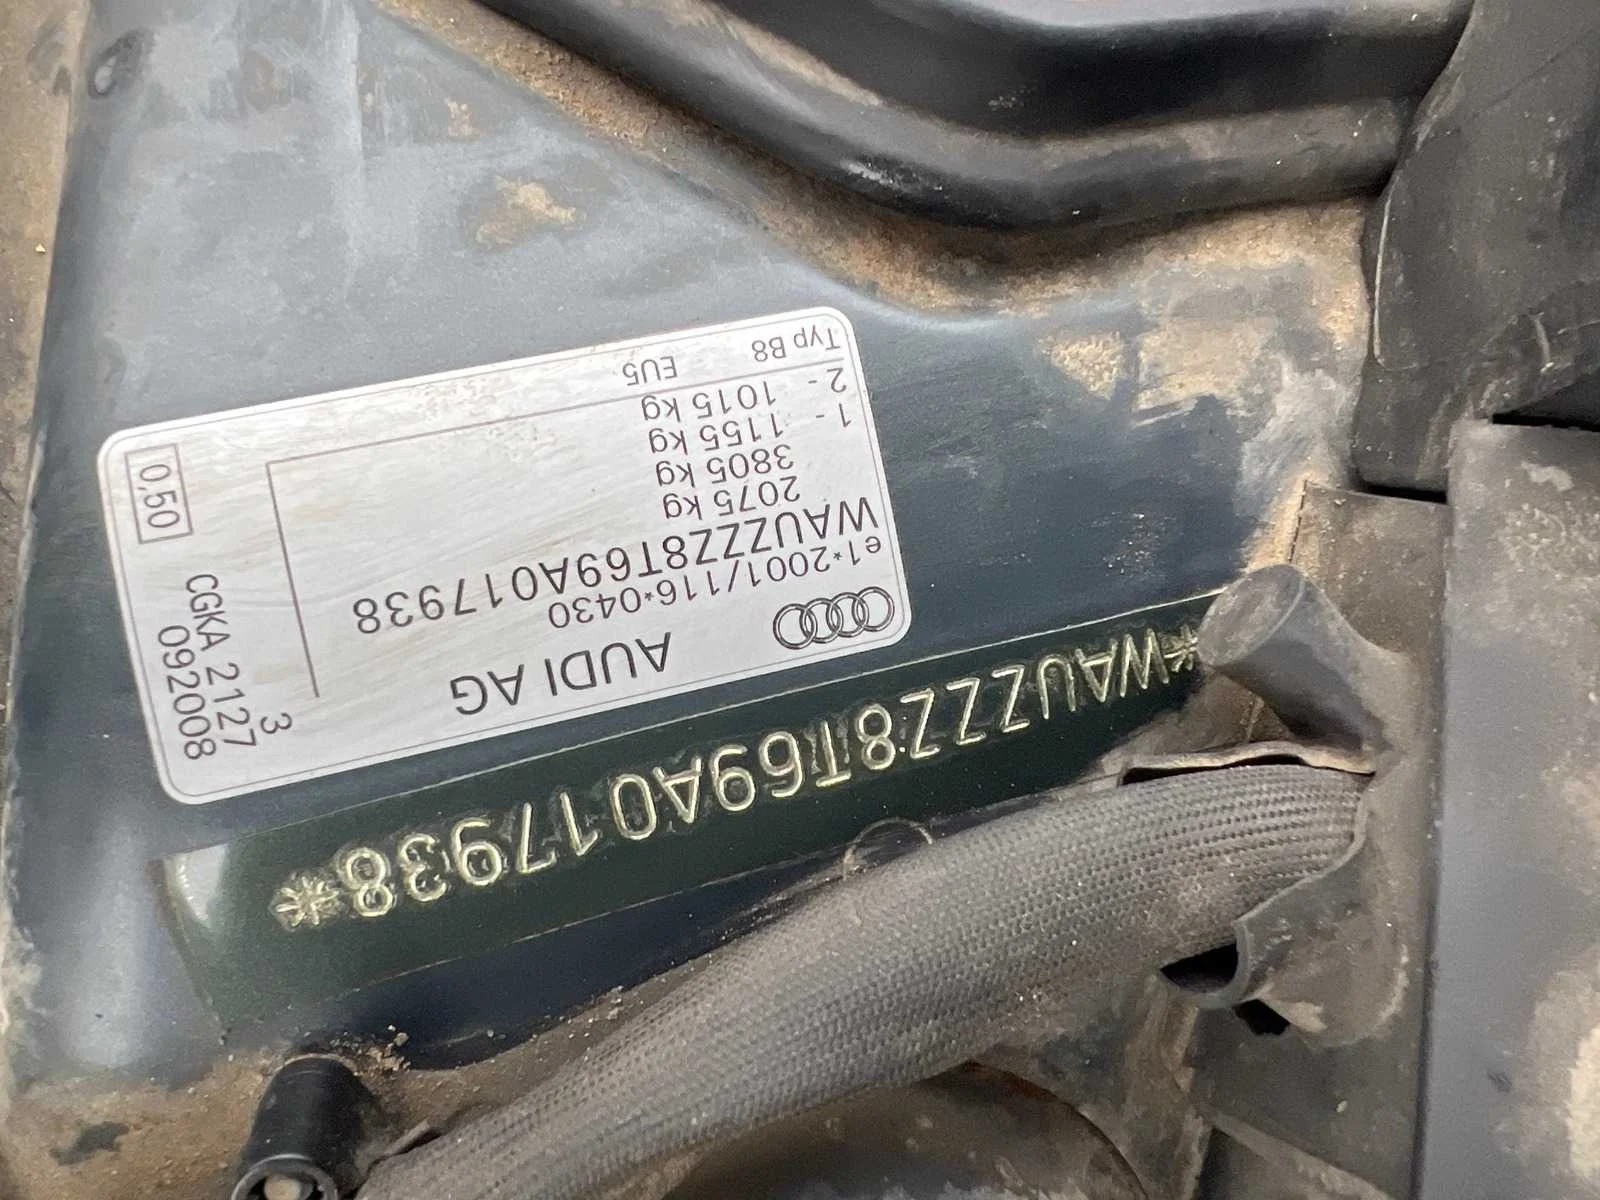 AUDI AG
e1*2001/116*0430
WAUZZZ8T69A017938
2075 kg
3805 kg
1 - 1155 kg
2 - 1015 kg
Typ B8 EU5
3
CGKA 2127
092008
0,50
*WAUZZZ8T69A017938*